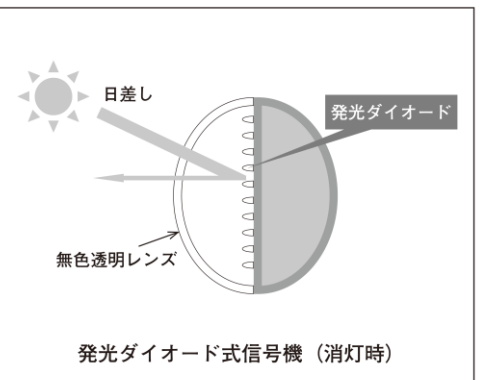 日差し
発光ダイオード
無色透明レンズ
発光ダイオード式信号機（消灯時）